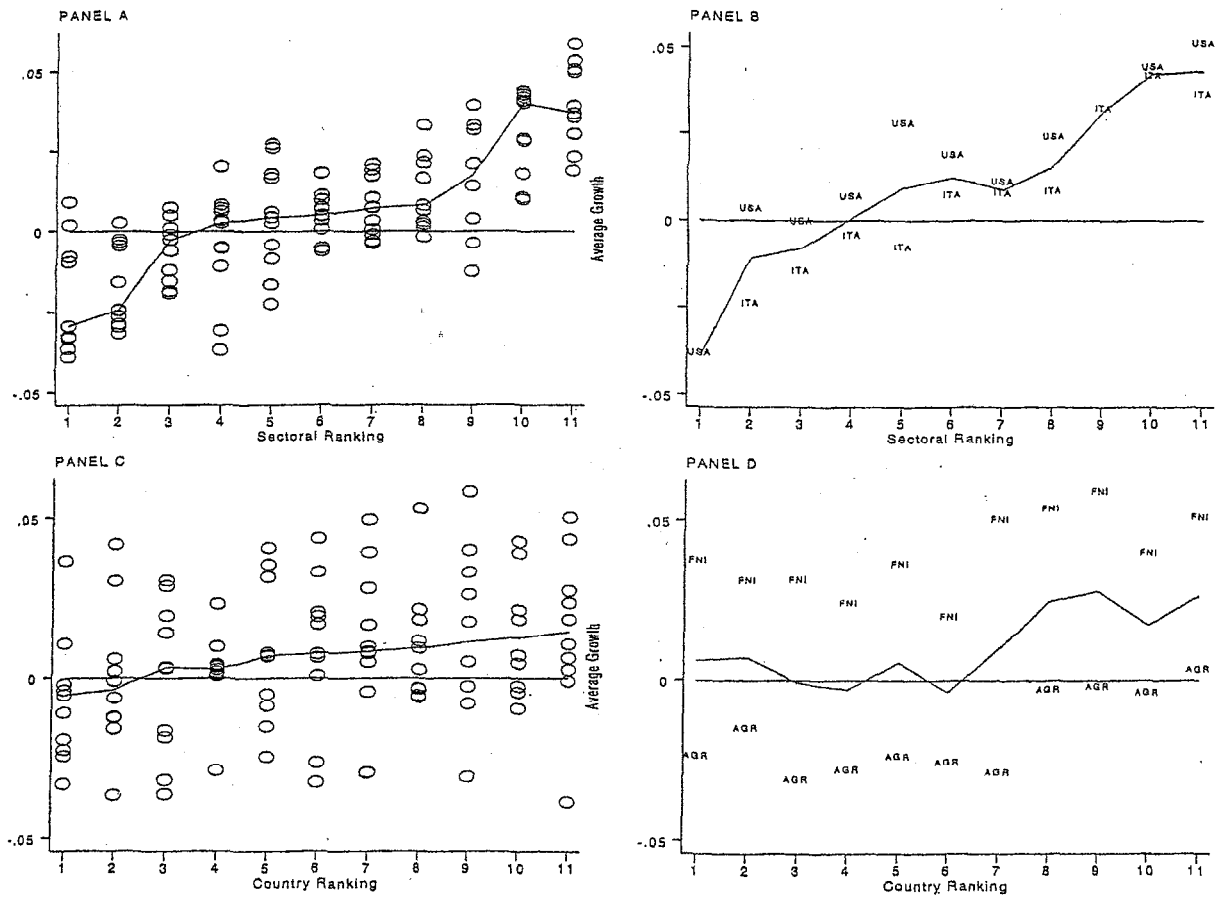 PANEL A
.05
0
-.05
1 2 3 4 5 6 7 8 9 10 11
Sectoral Ranking
PANEL B
Average Growth
.05
0
-.05
USA
USA
USA
USA
USA
USA
USA
USA
USA
USA
ITA
ITA
ITA
ITA
ITA
ITA
ITA
ITA
ITA
ITA
1 2 3 4 5 6 7 8 9 10 11
Sectoral Ranking
PANEL C
.05
0
-.05
1 2 3 4 5 6 7 8 9 10 11
Country Ranking
PANEL D
Average Growth
.05
0
-.05
FNI
FNI
FNI
FNI
FNI
FNI
FNI
FNI
FNI
FNI
FNI
AGR
AGR
AGR
AGR
AGR
AGR
AGR
AGR
AGR
AGR
AGR
1 2 3 4 5 6 7 8 9 10 11
Country Ranking